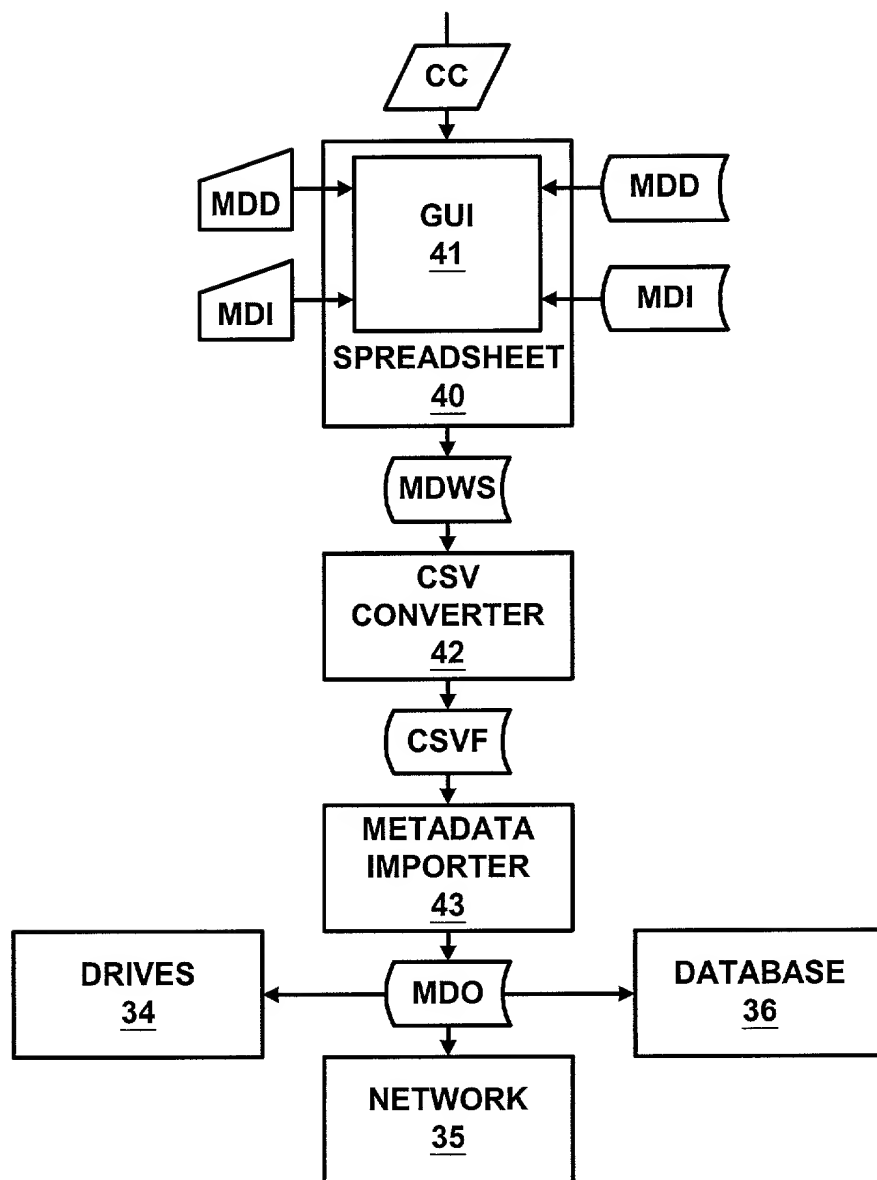 CC
MDD
MDD
GUI
41
MDI
MDI
SPREADSHEET
40
MDWS
CSV
CONVERTER
42
CSVF
METADATA
IMPORTER
43
DRIVES
34
MDO
DATABASE
36
NETWORK
35